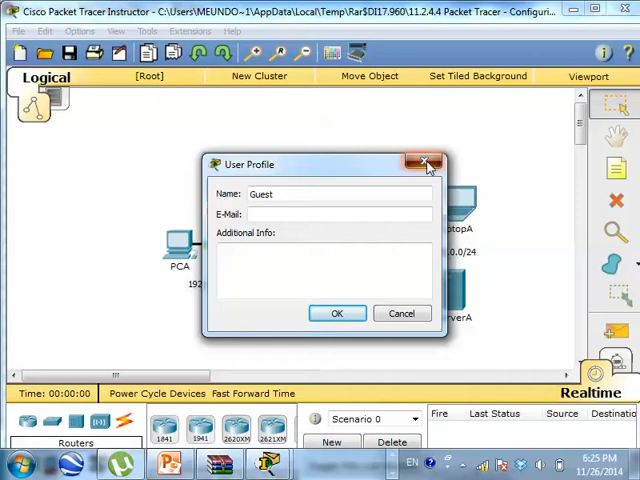 Cisco Packet Tracer Instructor - C:\Users\MEUNDO~1\AppData\Local\Temp\Rar$DI17.960\11.2.4.4 Packet Tracer - Configuri...
File Edit Options View Tools Extensions Help
Logical [Root] New Cluster Move Object Set Tiled Background Viewport
User Profile
Name: Guest
E-Mail:
Additional Info:
OK Cancel
PCA
192
ptopA
.0.0/24
erverA
Realtime
Time: 00:00:00 Power Cycle Devices Fast Forward Time
Scenario 0
Fire Last Status Source Destinatio
1841 1941 2620XM 2621XM
Routers
New Delete
EN
6:25 PM
11/26/2014